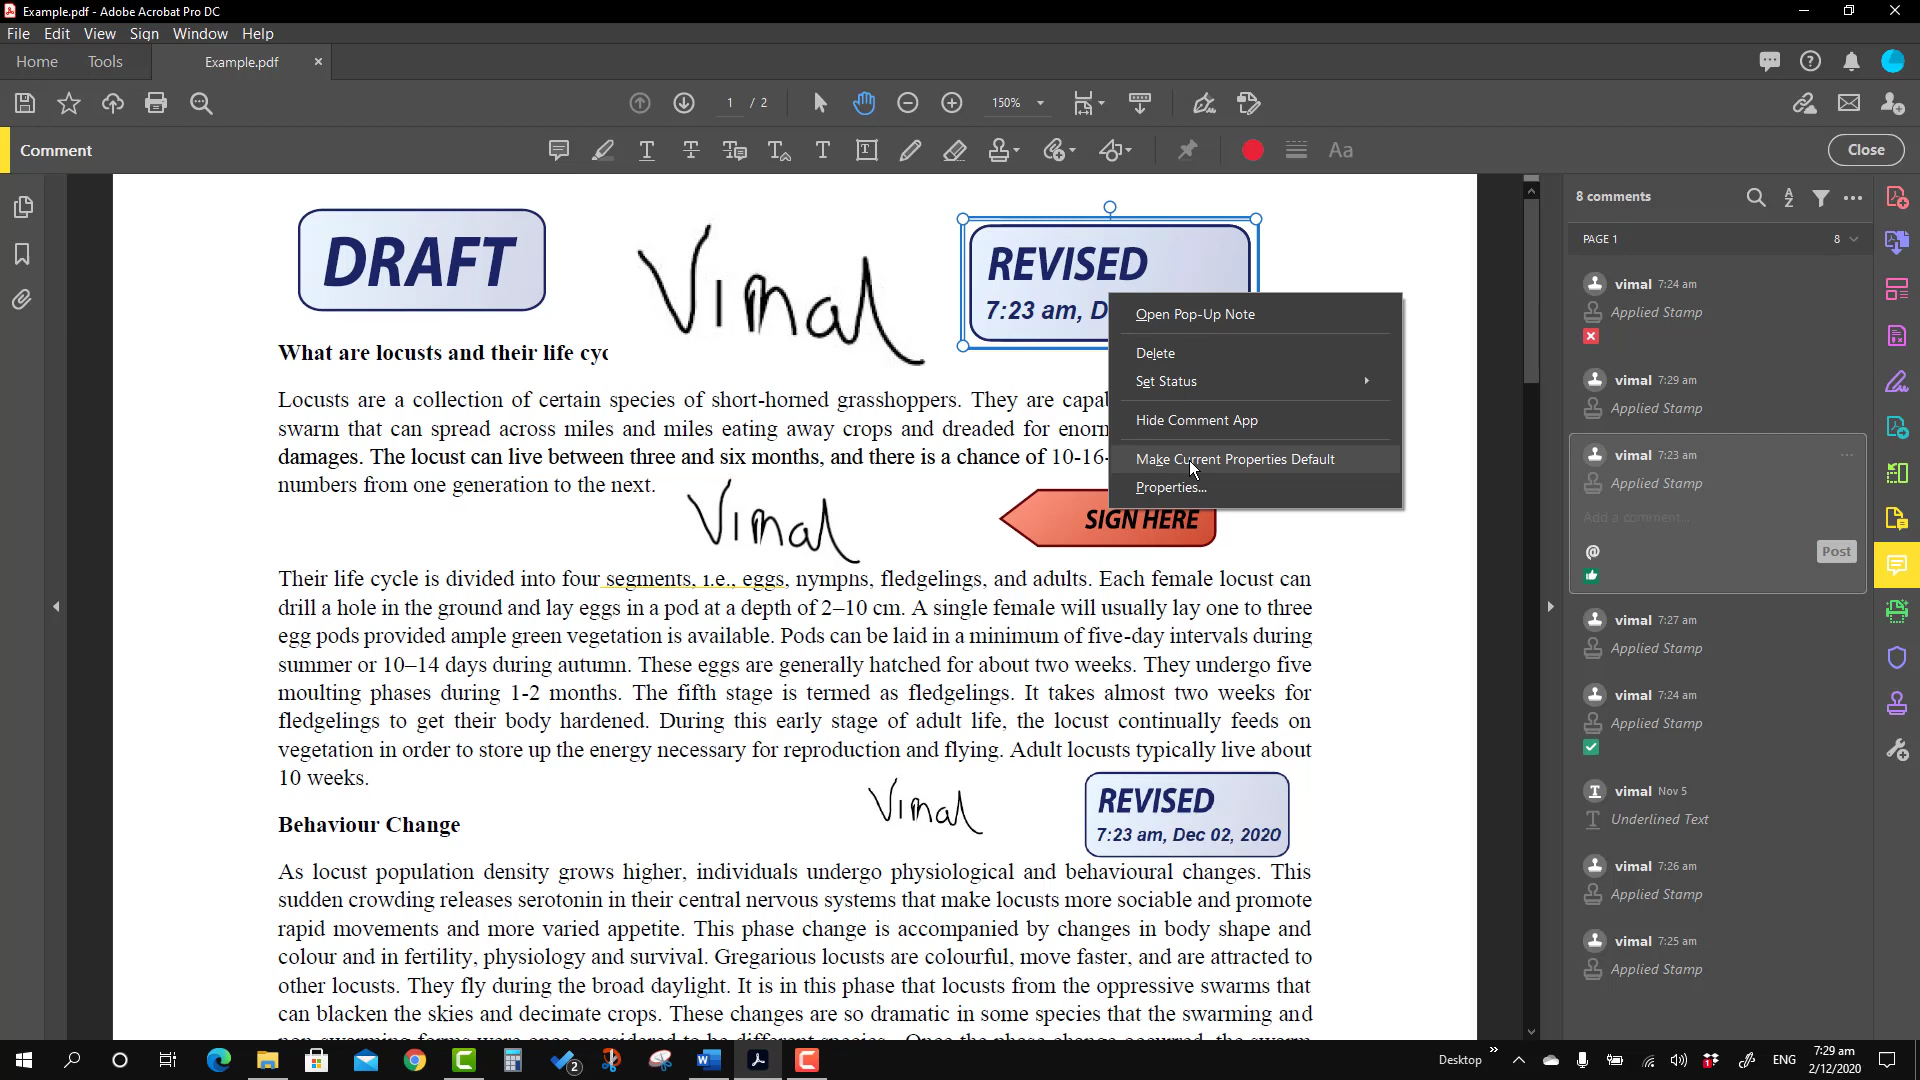 Example.pdf - Adobe Acrobat Pro DC
File Edit View Sign Window Help
Home Tools Example.pdf
1 / 2 150%
Comment
Close
DRAFT
Vimal
REVISED
7:23 am, D
What are locusts and their life cyc
Locusts are a collection of certain species of short-horned grasshoppers. They are capab
swarm that can spread across miles and miles eating away crops and dreaded for enorm
damages. The locust can live between three and six months, and there is a chance of 10-16-
numbers from one generation to the next.
Vimal
SIGN HERE
Their life cycle is divided into four segments, i.e., eggs, nymphs, fledgelings, and adults. Each female locust can
drill a hole in the ground and lay eggs in a pod at a depth of 2–10 cm. A single female will usually lay one to three
egg pods provided ample green vegetation is available. Pods can be laid in a minimum of five-day intervals during
summer or 10–14 days during autumn. These eggs are generally hatched for about two weeks. They undergo five
moulting phases during 1-2 months. The fifth stage is termed as fledgelings. It takes almost two weeks for
fledgelings to get their body hardened. During this early stage of adult life, the locust continually feeds on
vegetation in order to store up the energy necessary for reproduction and flying. Adult locusts typically live about
10 weeks.
Vimal
REVISED
7:23 am, Dec 02, 2020
Behaviour Change
As locust population density grows higher, individuals undergo physiological and behavioural changes. This
sudden crowding releases serotonin in their central nervous systems that make locusts more sociable and promote
rapid movements and more varied appetite. This phase change is accompanied by changes in body shape and
colour and in fertility, physiology and survival. Gregarious locusts are colourful, move faster, and are attracted to
other locusts. They fly during the broad daylight. It is in this phase that locusts from the oppressive swarms that
can blacken the skies and decimate crops. These changes are so dramatic in some species that the swarming and
Open Pop-Up Note
Delete
Set Status
Hide Comment App
Make Current Properties Default
Properties...
8 comments
PAGE 1 8
vimal 7:24 am
Applied Stamp
vimal 7:29 am
Applied Stamp
vimal 7:23 am
Applied Stamp
Add a comment...
@ Post
vimal 7:27 am
Applied Stamp
vimal 7:24 am
Applied Stamp
vimal Nov 5
Underlined Text
vimal 7:26 am
Applied Stamp
vimal 7:25 am
Applied Stamp
2
Desktop
ENG
7:29 am
2/12/2020